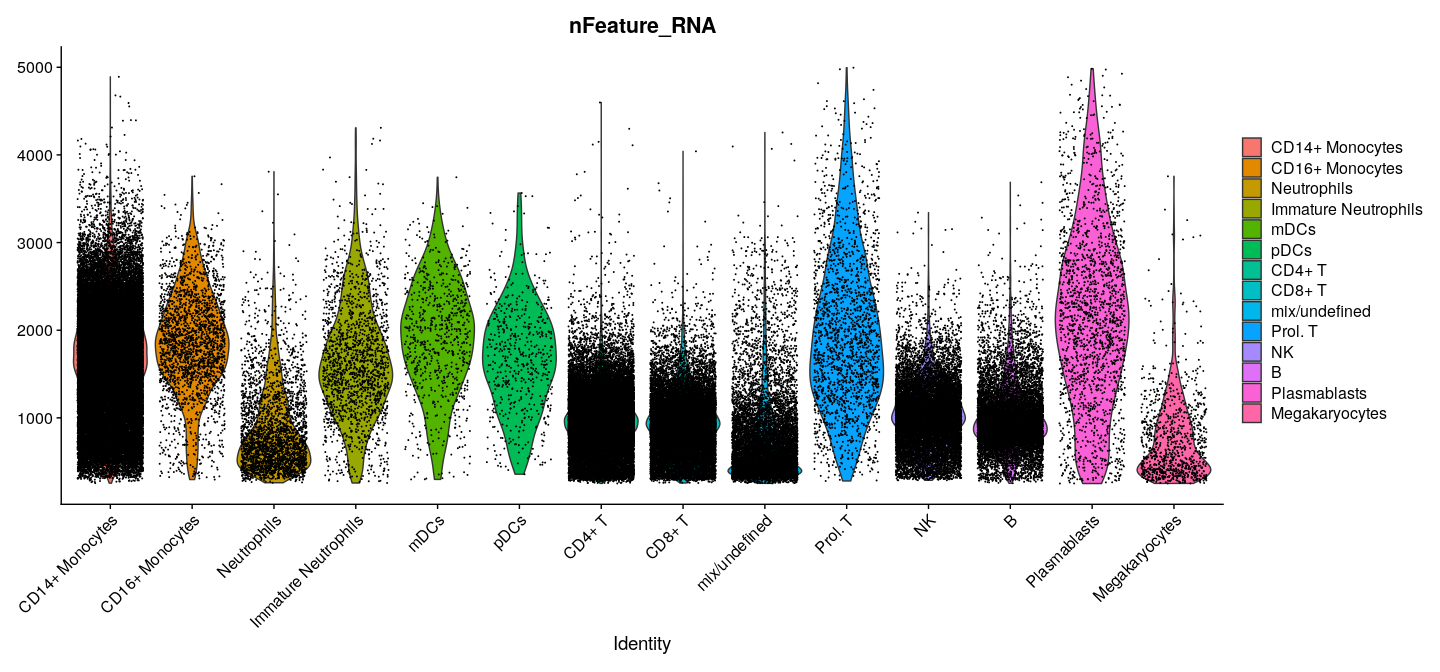 nFeature_RNA
5000
4000
3000
2000
1000
CD14+ Monocytes
CD16+ Monocytes
Neutrophils
Immature Neutrophils
mDCs
pDCs
CD4+ T
CD8+ T
mix/undefined
Prol. T
NK
B
Plasmablasts
Megakaryocytes
Identity
CD14+ Monocytes
CD16+ Monocytes
Neutrophils
Immature Neutrophils
mDCs
pDCs
CD4+ T
CD8+ T
mix/undefined
Prol. T
NK
B
Plasmablasts
Megakaryocytes